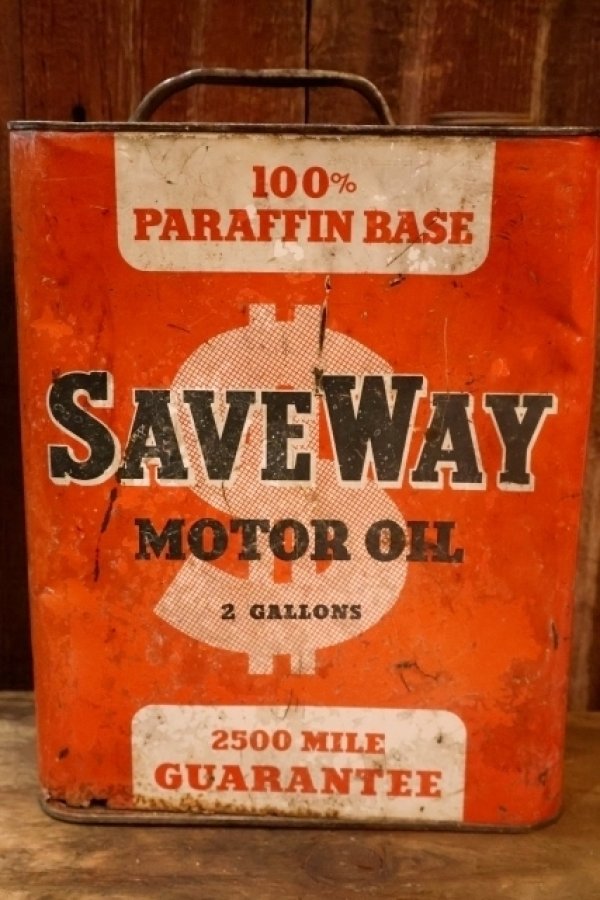 100%
PARAFFIN BASE
$
SAVEWAY
MOTOR OIL
2 GALLONS
2500 MILE
GUARANTEE